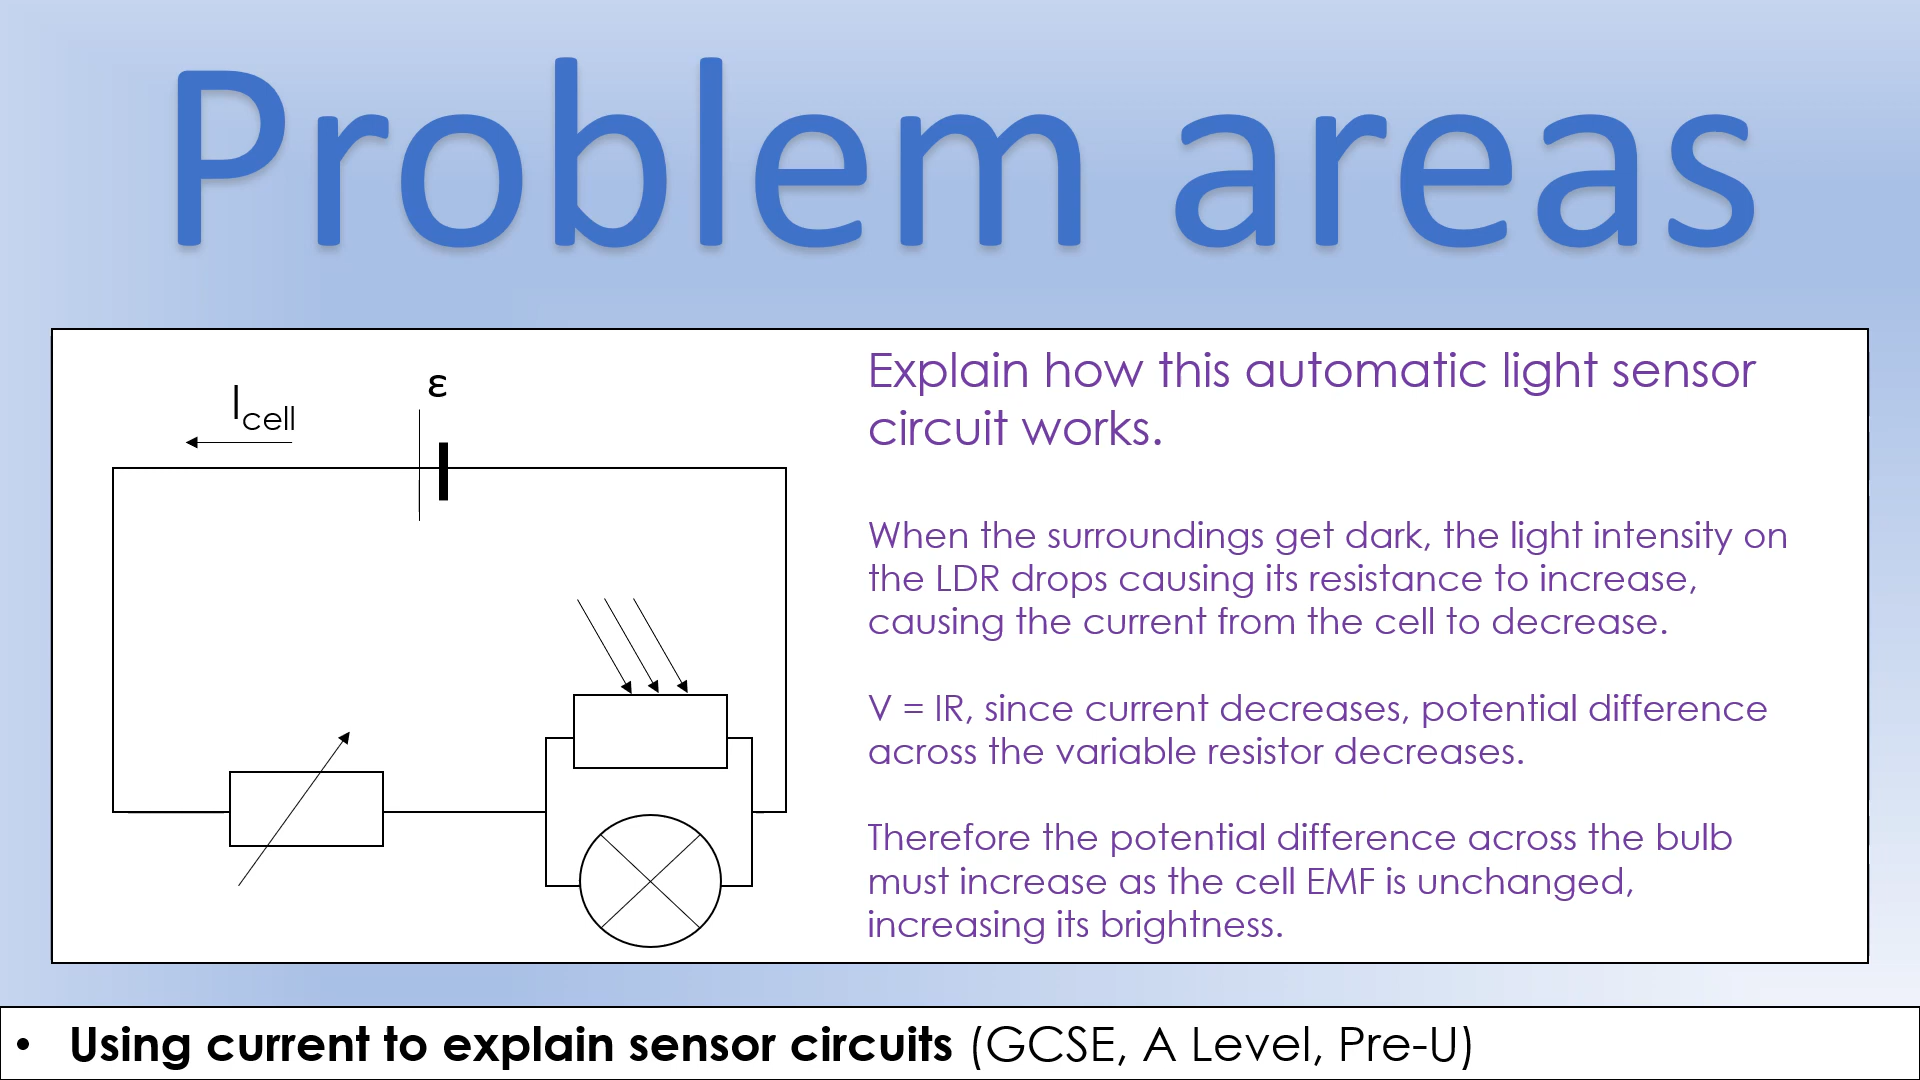 Problem areas
I_cell
ε
Explain how this automatic light sensor
circuit works.
When the surroundings get dark, the light intensity on
the LDR drops causing its resistance to increase,
causing the current from the cell to decrease.
V = IR, since current decreases, potential difference
across the variable resistor decreases.
Therefore the potential difference across the bulb
must increase as the cell EMF is unchanged,
increasing its brightness.
• Using current to explain sensor circuits (GCSE, A Level, Pre-U)